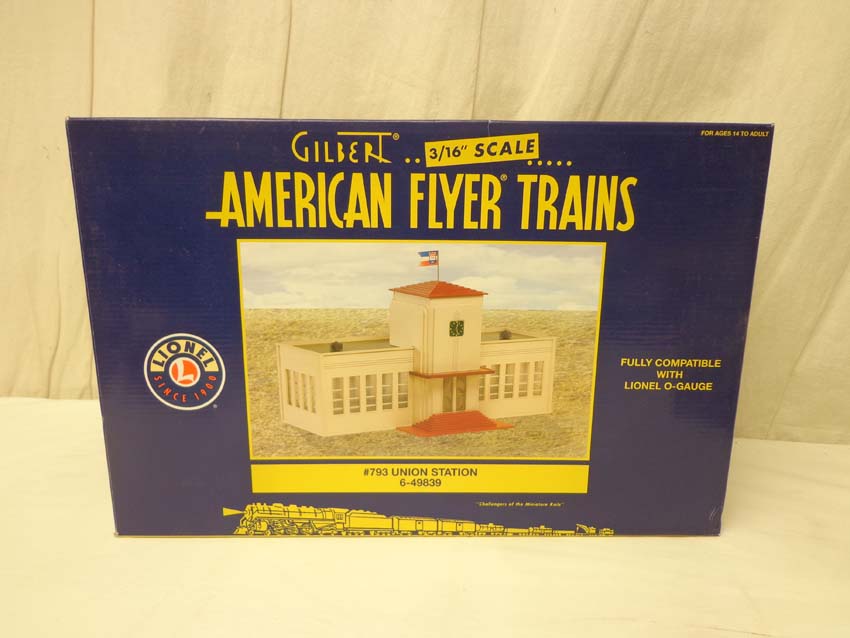 FOR AGES 14 TO ADULT
GILBERT® .. 3/16" SCALE .....
AMERICAN FLYER® TRAINS
LIONEL
L
SINCE 1900
®
FULLY COMPATIBLE
WITH
LIONEL O-GAUGE
#793 UNION STATION
6-49839
"Challengers of the Miniature Rails"